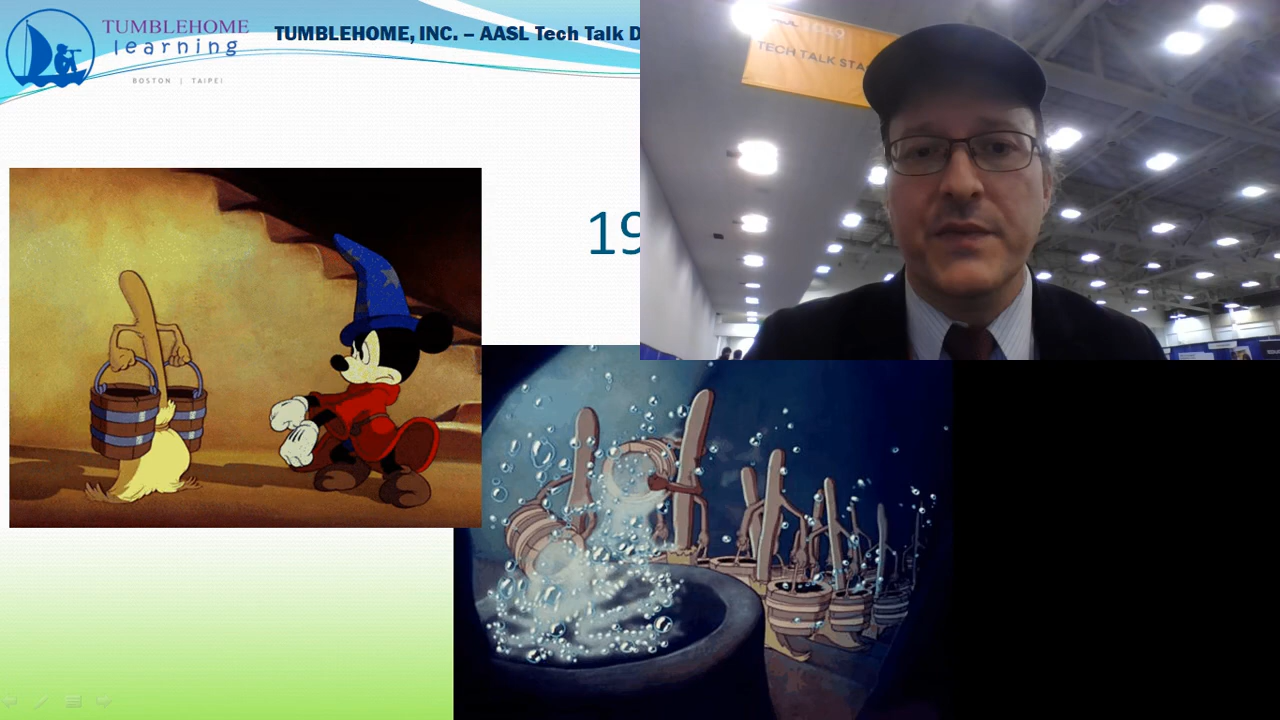 TUMBLEHOME
learning
BOSTON | TAIPEI
TUMBLEHOME, INC. – AASL Tech Talk D
TECH TALK STA
19